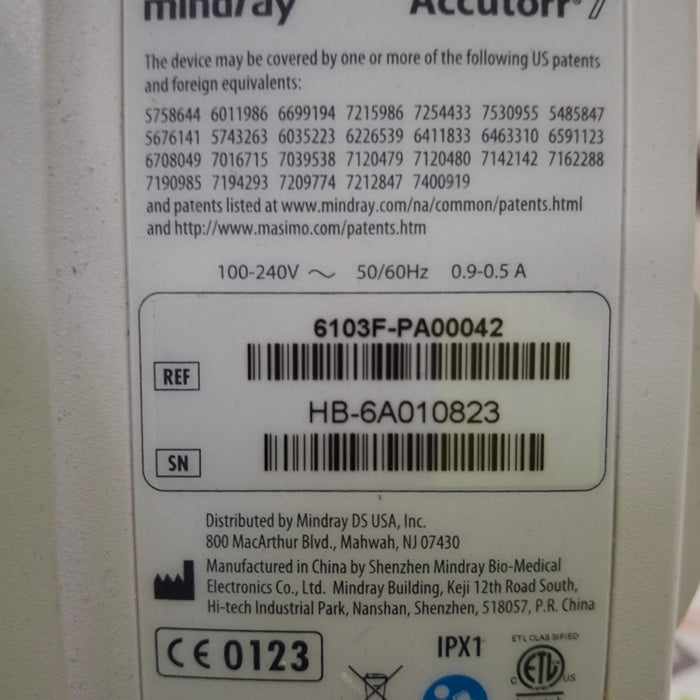 mindray Accutorr® 7
The device may be covered by one or more of the following US patents
and foreign equivalents:
5758644 6011986 6699194 7215986 7254433 7530955 5485847
5676141 5743263 6035223 6226539 6411833 6463310 6591123
6708049 7016715 7039538 7120479 7120480 7142142 7162288
7190985 7194293 7209774 7212847 7400919
and patents listed at www.mindray.com/na/common/patents.html
and http://www.masimo.com/patents.htm
100-240V ~ 50/60Hz 0.9-0.5 A
6103F-PA00042
REF
HB-6A010823
SN
Distributed by Mindray DS USA, Inc.
800 MacArthur Blvd., Mahwah, NJ 07430
Manufactured in China by Shenzhen Mindray Bio-Medical
Electronics Co., Ltd. Mindray Building, Keji 12th Road South,
Hi-tech Industrial Park, Nanshan, Shenzhen, 518057, P.R. China
CE 0123
IPX1
ETL CLASSIFIED
C ETL US